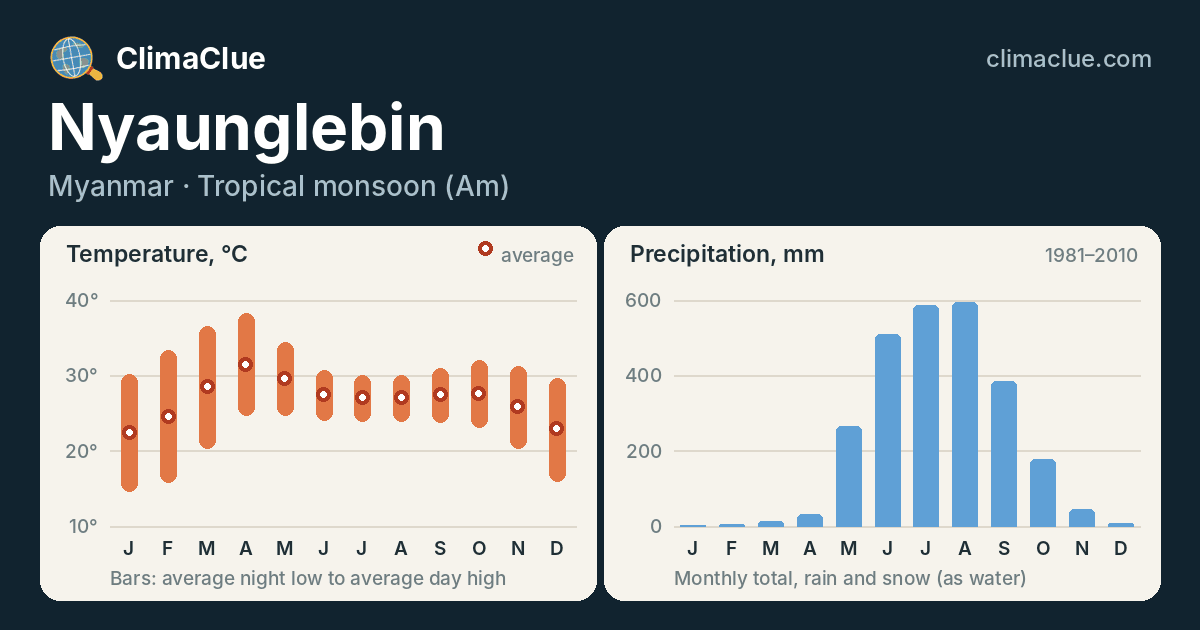 ClimaClue
climaclue.com
Nyaunglebin
Myanmar · Tropical monsoon (Am)
Temperature, °C
average
40°
30°
20°
10°
J F M A M J J A S O N D
Bars: average night low to average day high
Precipitation, mm
1981–2010
600
400
200
0
J F M A M J J A S O N D
Monthly total, rain and snow (as water)